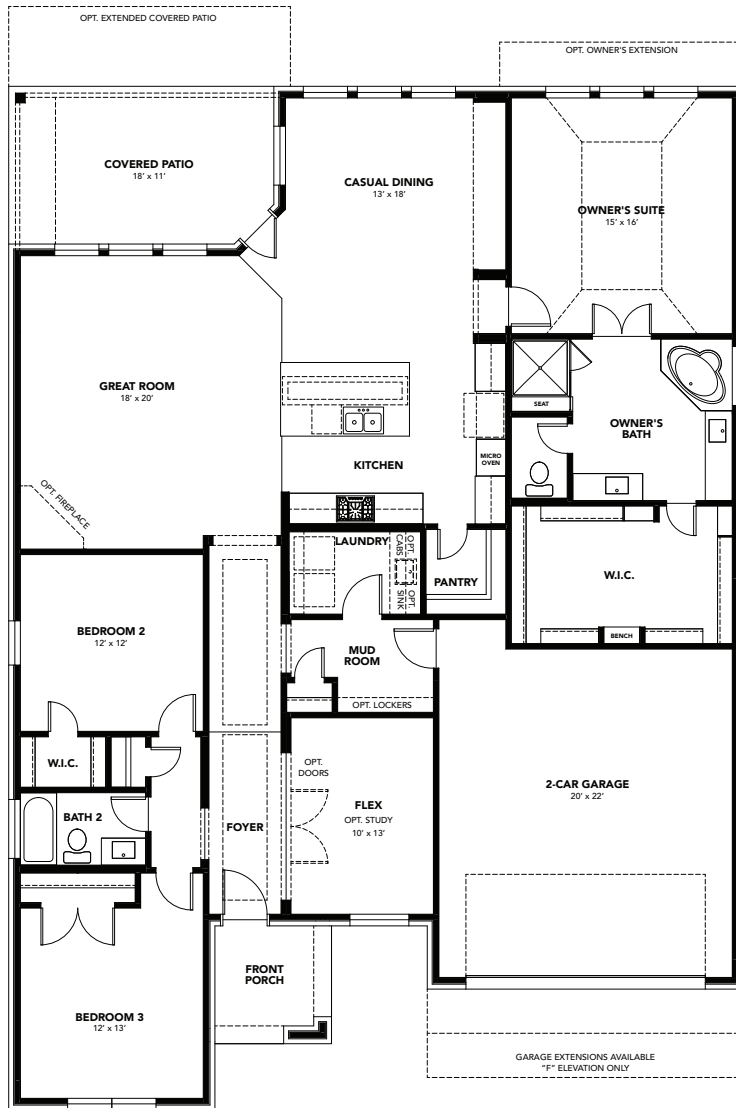 OPT. EXTENDED COVERED PATIO
OPT. OWNER'S EXTENSION
COVERED PATIO
18' x 11'
CASUAL DINING
13' x 18'
OWNER'S SUITE
15' x 16'
GREAT ROOM
18' x 20'
SEAT
OWNER'S
BATH
MICRO
OVEN
KITCHEN
OPT. FIREPLACE
LAUNDRY
OPT.
CABS
OPT.
SINK
PANTRY
W.I.C.
BENCH
BEDROOM 2
12' x 12'
MUD
ROOM
OPT. LOCKERS
W.I.C.
OPT.
DOORS
2-CAR GARAGE
20' x 22'
FLEX
OPT. STUDY
10' x 13'
BATH 2
FOYER
FRONT
PORCH
BEDROOM 3
12' x 13'
GARAGE EXTENSIONS AVAILABLE
"F" ELEVATION ONLY